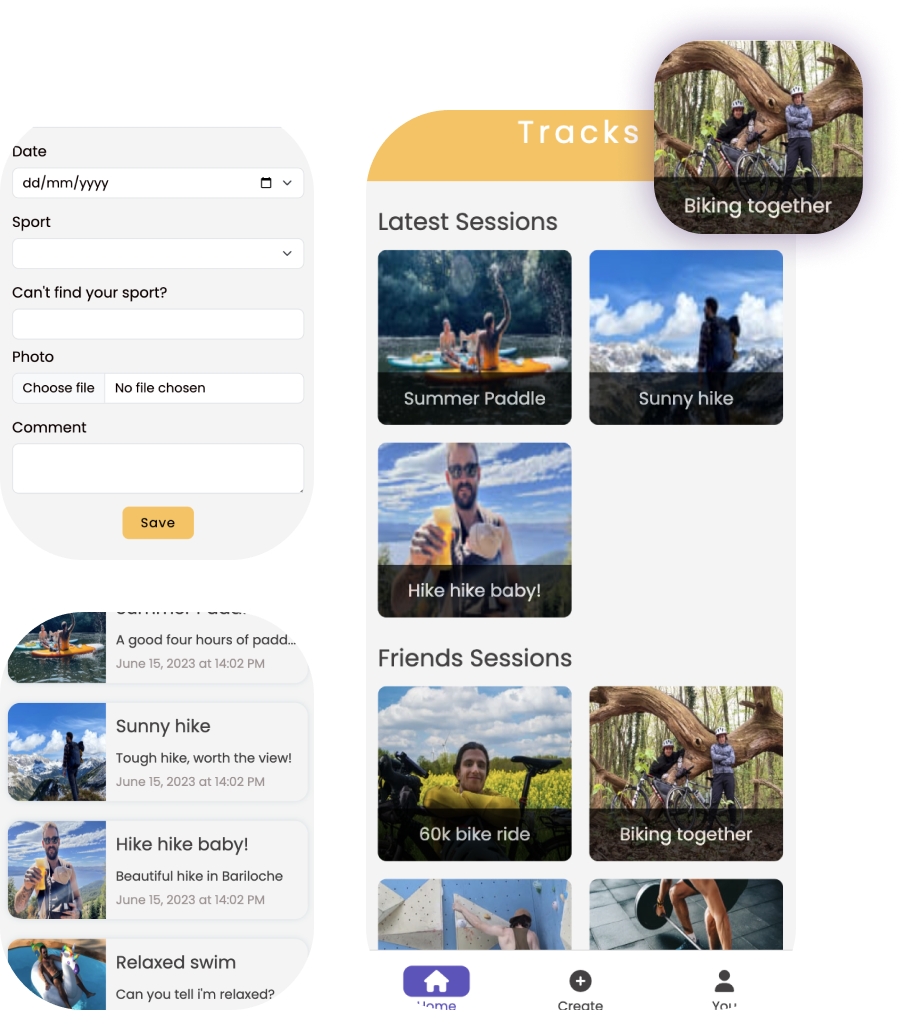 Date
dd/mm/yyyy
Sport
Can't find your sport?
Photo
Choose file No file chosen
Comment
Save
A good four hours of padd...
June 15, 2023 at 14:02 PM
Sunny hike
Tough hike, worth the view!
June 15, 2023 at 14:02 PM
Hike hike baby!
Beautiful hike in Bariloche
June 15, 2023 at 14:02 PM
Relaxed swim
Can you tell i'm relaxed?
Tracks
Biking together
Latest Sessions
Summer Paddle
Sunny hike
Hike hike baby!
Friends Sessions
60k bike ride
Biking together
Home
Create
You